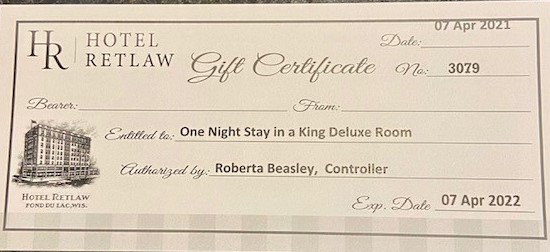 HR HOTEL RETLAW
Gift Certificate
Date: 07 Apr 2021
No: 3079
Bearer: From:
Entitled to: One Night Stay in a King Deluxe Room
Authorized by: Roberta Beasley, Controller
HOTEL RETLAW
FOND DU LAC, WIS.
Exp. Date 07 Apr 2022